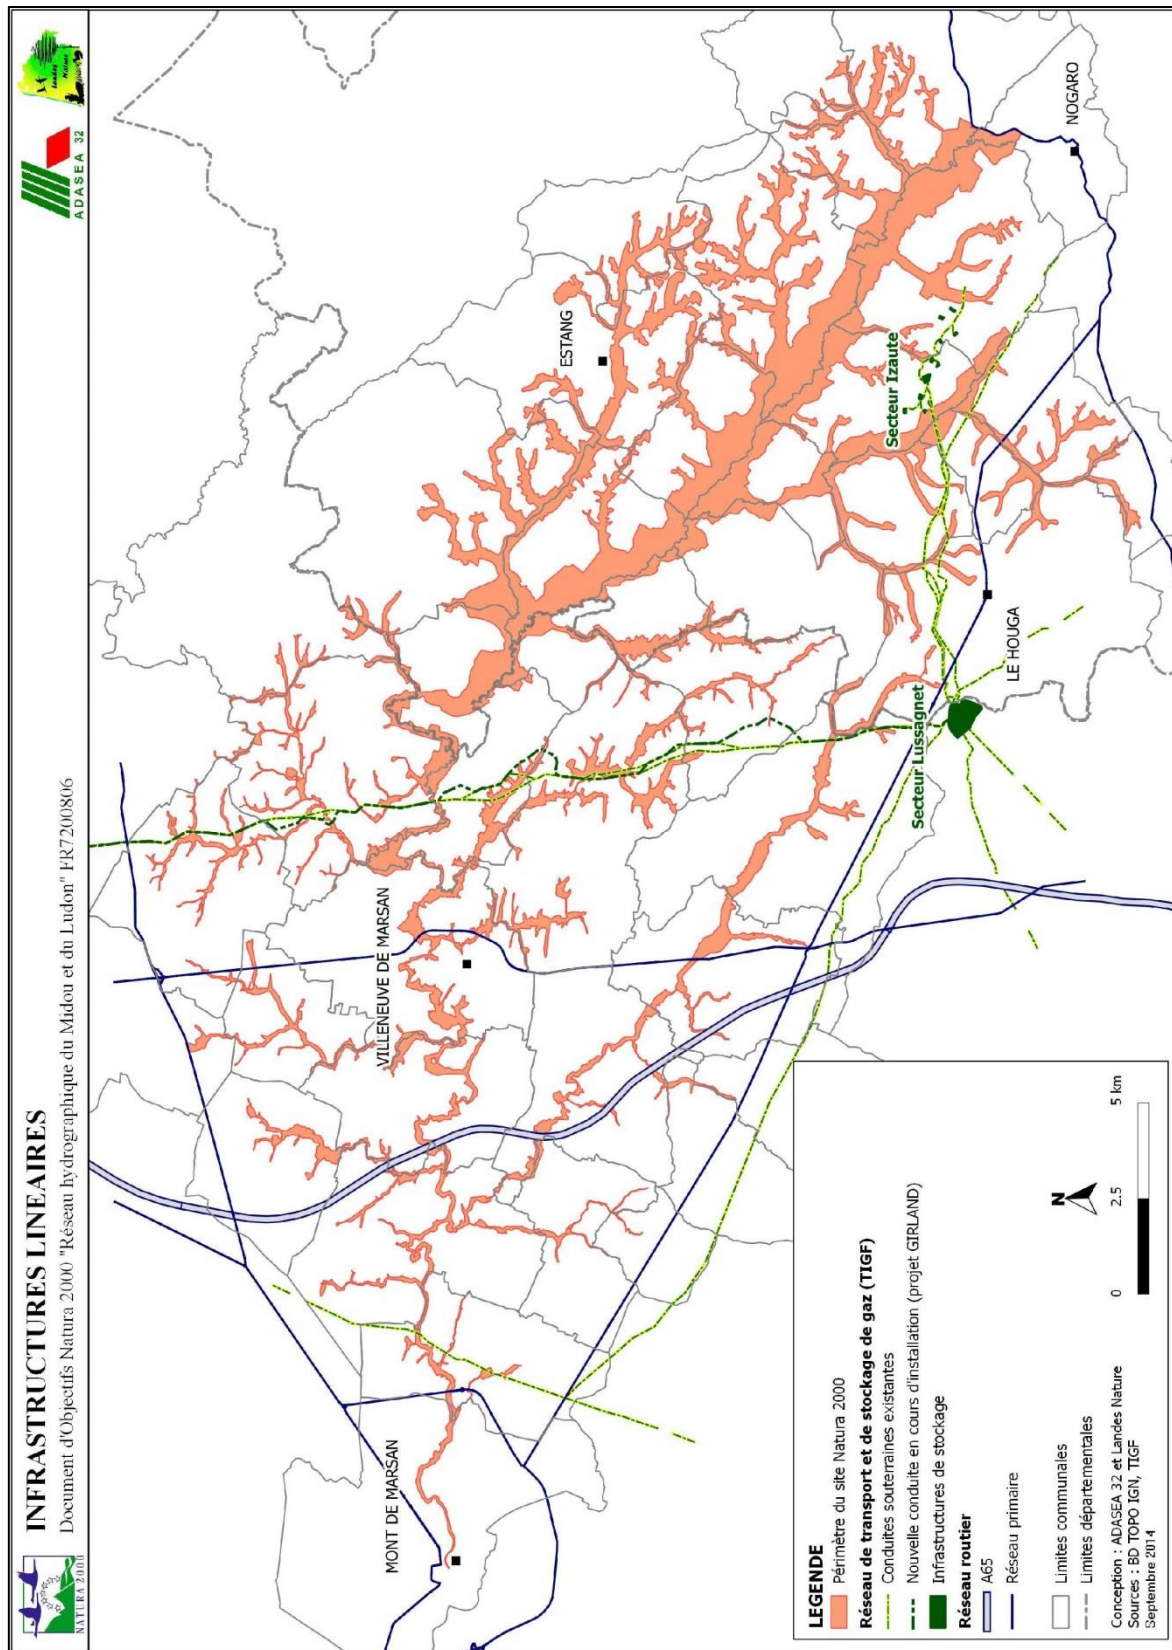 INFRASTRUCTURES LINEAIRES
Document d'Objectifs Natura 2000 "Réseau hydrographique du Midou et du Ludon" FR7200806
NATURA 2000
ADASEA 32
Landes Nature
MONT DE MARSAN
VILLENEUVE DE MARSAN
ESTANG
Secteur Izaute
Secteur Lussagnet
LE HOUGA
NOGARO
LEGENDE
Périmètre du site Natura 2000
Réseau de transport et de stockage de gaz (TIGF)
Conduites souterraines existantes
Nouvelle conduite en cours d'installation (projet GIRLAND)
Infrastructures de stockage
Réseau routier
A65
Réseau primaire
Limites communales
Limites départementales
N
0 2.5 5 km
Conception : ADASEA 32 et Landes Nature
Sources : BD TOPO IGN, TIGF
Septembre 2014